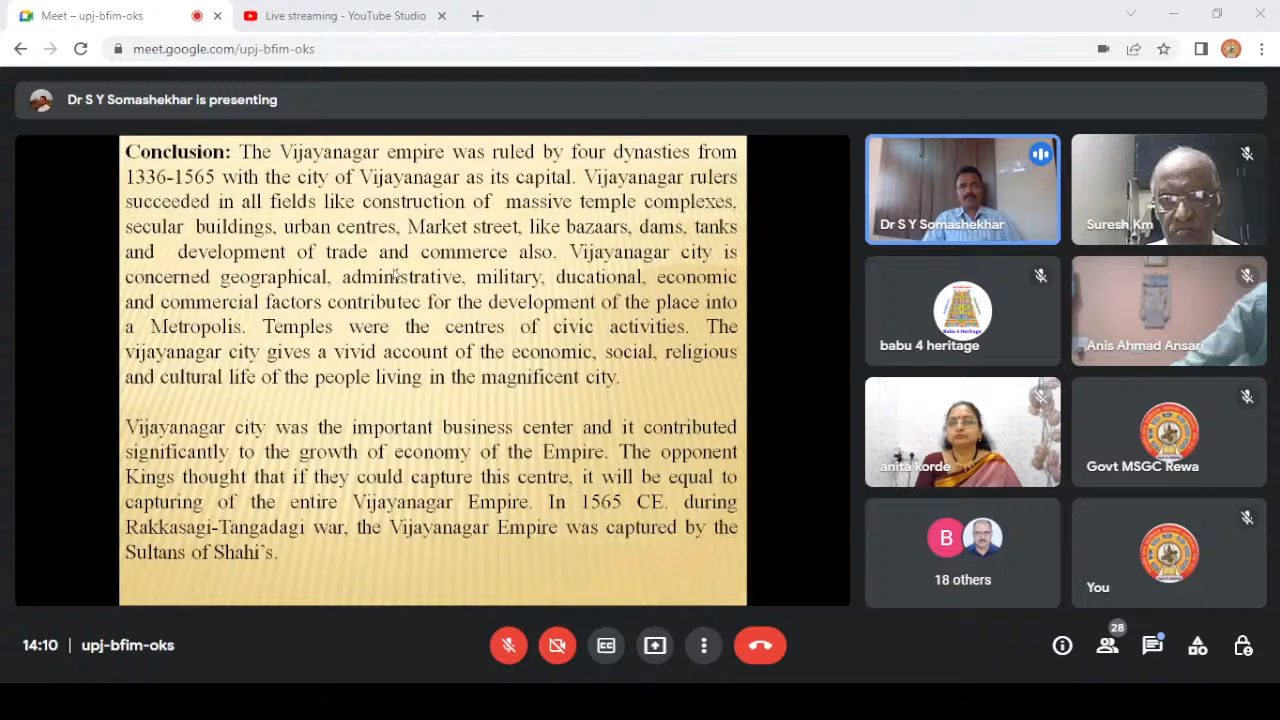 Meet – upj-bfim-oks
Live streaming - YouTube Studio
meet.google.com/upj-bfim-oks
Dr S Y Somashekhar is presenting
Conclusion: The Vijayanagar empire was ruled by four dynasties from
1336-1565 with the city of Vijayanagar as its capital. Vijayanagar rulers
succeeded in all fields like construction of massive temple complexes,
secular buildings, urban centres, Market street, like bazaars, dams, tanks
and development of trade and commerce also. Vijayanagar city is
concerned geographical, administrative, military, ducational, economic
and commercial factors contributec for the development of the place into
a Metropolis. Temples were the centres of civic activities. The
vijayanagar city gives a vivid account of the economic, social, religious
and cultural life of the people living in the magnificent city.
Vijayanagar city was the important business center and it contributed
significantly to the growth of economy of the Empire. The opponent
Kings thought that if they could capture this centre, it will be equal to
capturing of the entire Vijayanagar Empire. In 1565 CE. during
Rakkasagi-Tangadagi war, the Vijayanagar Empire was captured by the
Sultans of Shahi's.
Dr S Y Somashekhar
Suresh Km
Babu 4 Heritage
babu 4 heritage
Anis Ahmad Ansari
anita korde
Govt MSGC Rewa
B
18 others
You
14:10 | upj-bfim-oks
CC
28